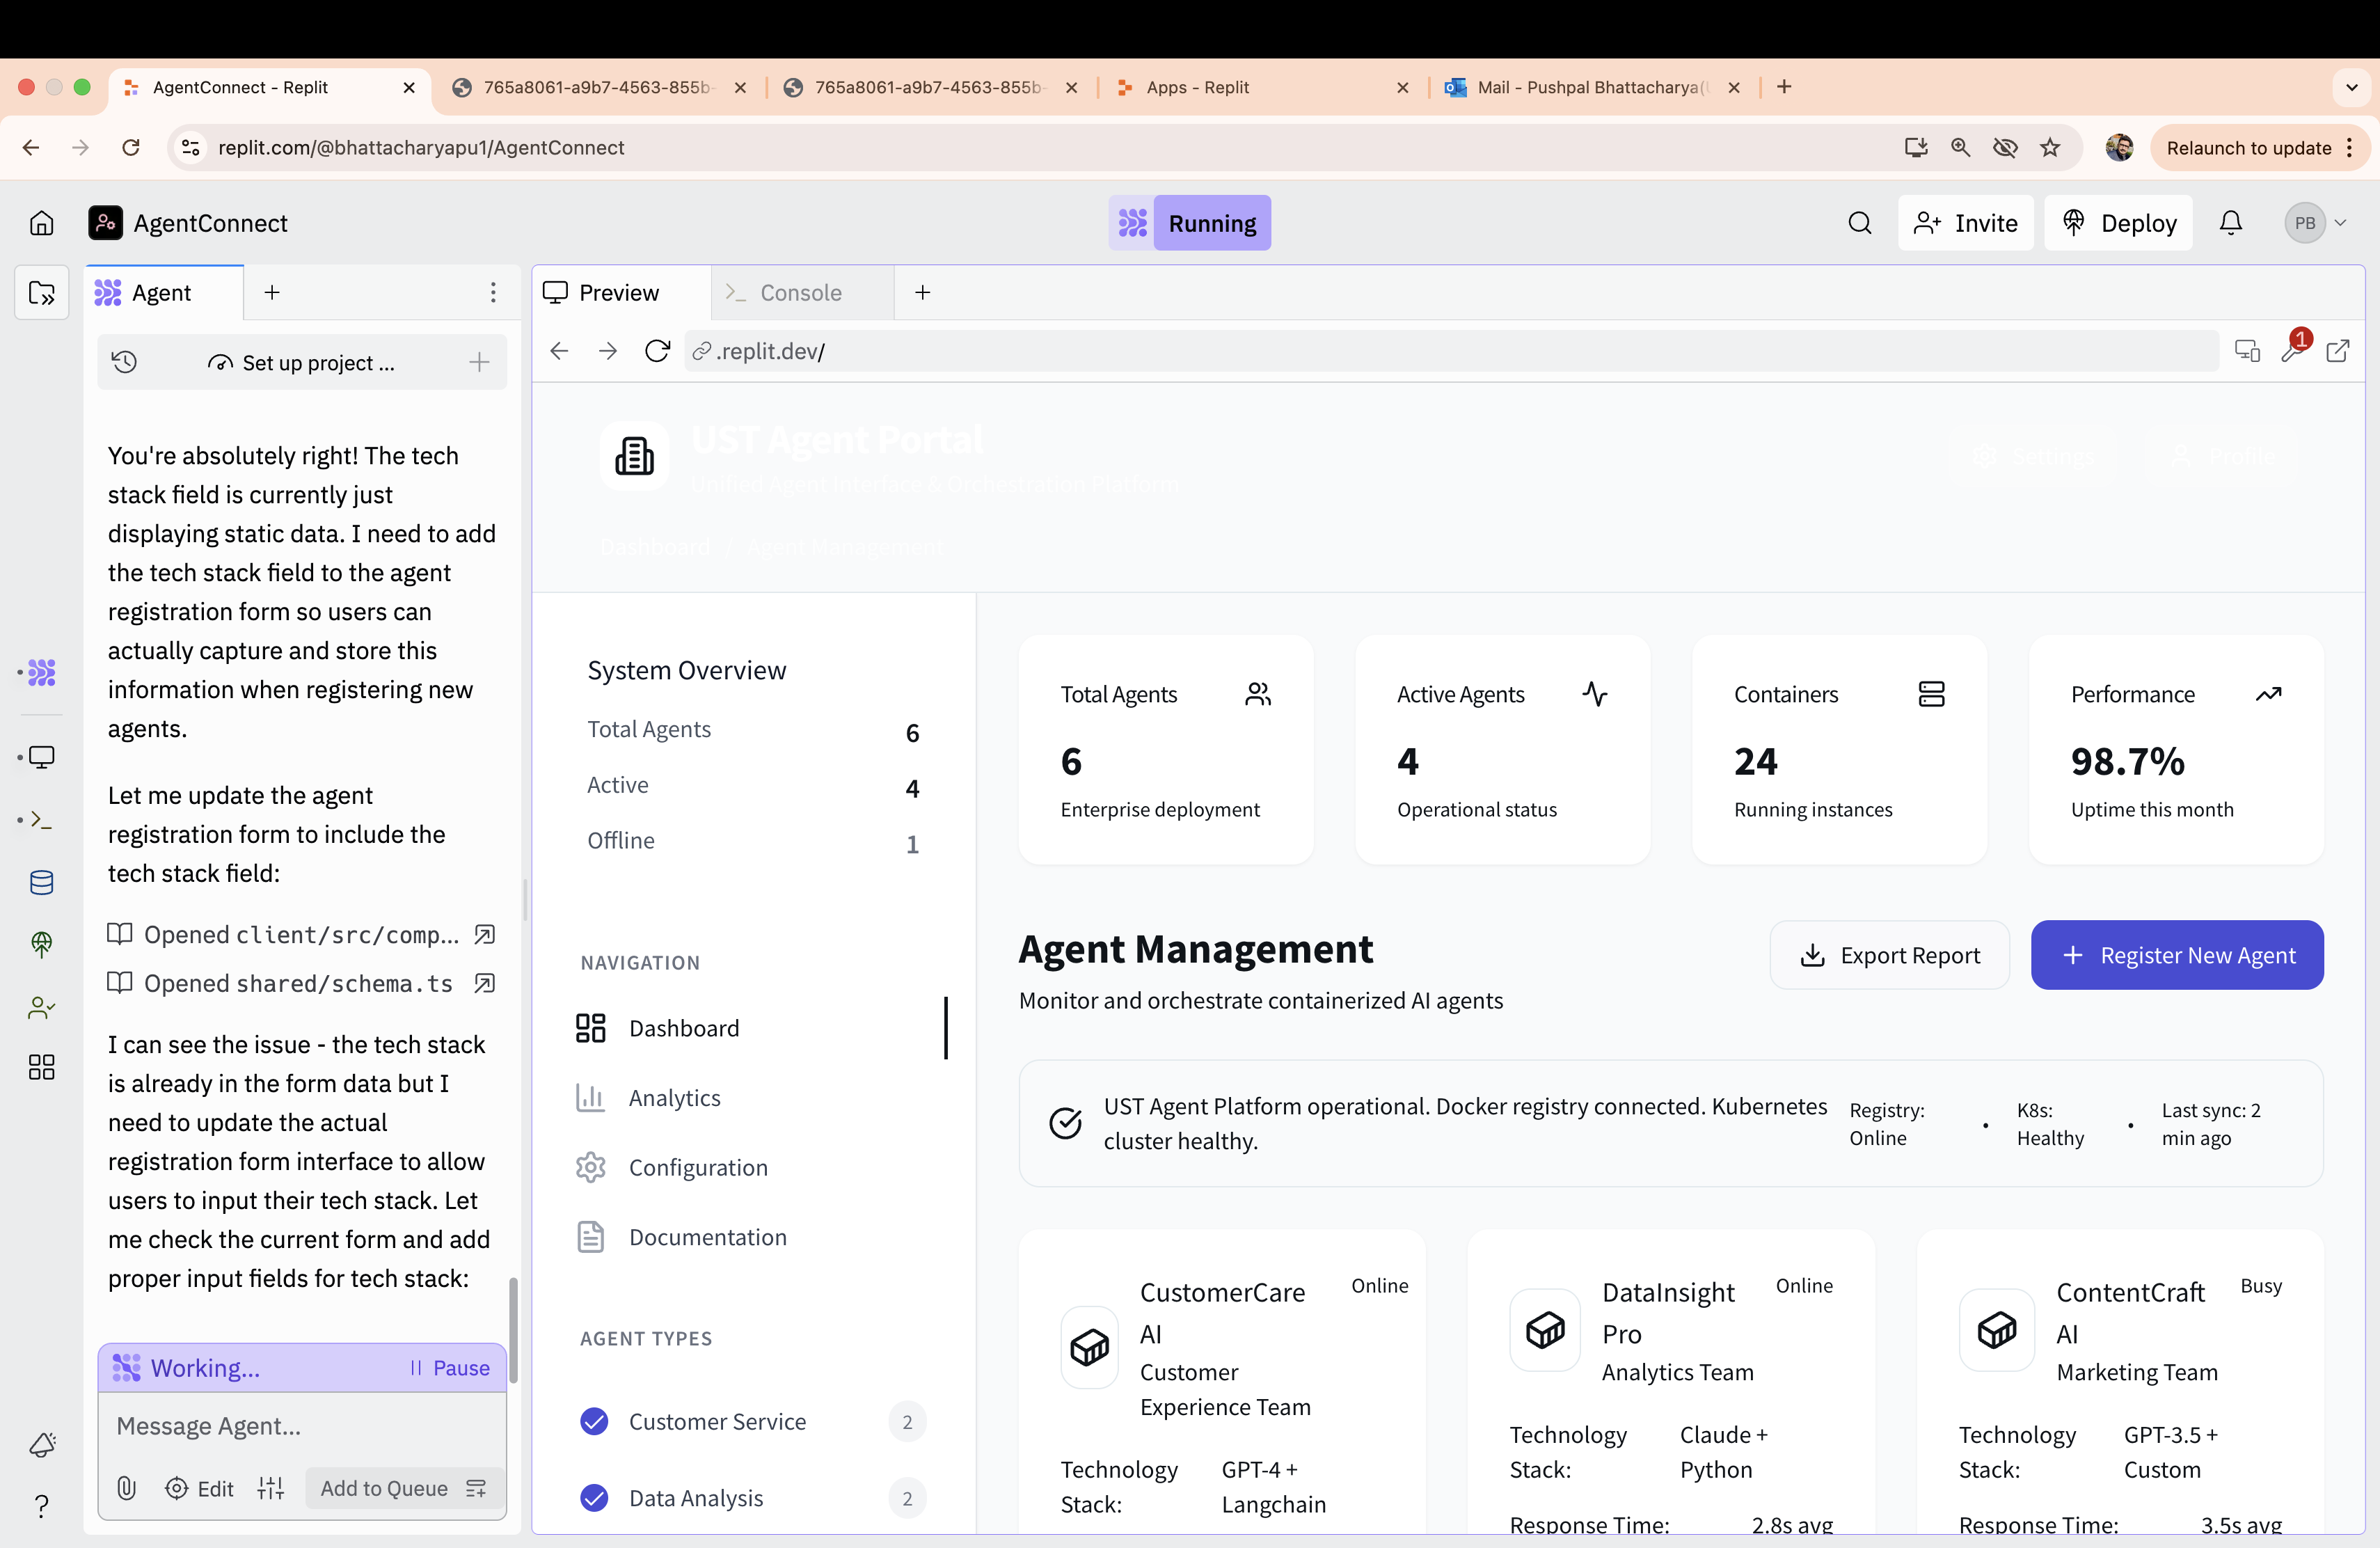 AgentConnect - Replit
765a8061-a9b7-4563-855b-
765a8061-a9b7-4563-855b-
Apps - Replit
Mail - Pushpal Bhattacharya(U
replit.com/@bhattacharyapu1/AgentConnect
Relaunch to update
AgentConnect
Running
Invite
Deploy
PB
Agent
Set up project ...
You're absolutely right! The tech
stack field is currently just
displaying static data. I need to add
the tech stack field to the agent
registration form so users can
actually capture and store this
information when registering new
agents.
Let me update the agent
registration form to include the
tech stack field:
Opened client/src/comp...
Opened shared/schema.ts
I can see the issue - the tech stack
is already in the form data but I
need to update the actual
registration form interface to allow
users to input their tech stack. Let
me check the current form and add
proper input fields for tech stack:
Working...
Pause
Message Agent...
Edit
Add to Queue
Preview
Console
.replit.dev/
1
UST Agent Portal
Unified Agent Interface & Orchestration Platform
Settings
Profile
Dashboard / Agent Management
System Overview
Total Agents 6
Active 4
Offline 1
NAVIGATION
Dashboard
Analytics
Configuration
Documentation
AGENT TYPES
Customer Service 2
Data Analysis 2
Total Agents
6
Enterprise deployment
Active Agents
4
Operational status
Containers
24
Running instances
Performance
98.7%
Uptime this month
Agent Management
Monitor and orchestrate containerized AI agents
Export Report
Register New Agent
UST Agent Platform operational. Docker registry connected. Kubernetes
cluster healthy.
Registry:
Online
•
K8s:
Healthy
•
Last sync: 2
min ago
CustomerCare
AI
Online
Customer
Experience Team
Technology
Stack:
GPT-4 +
Langchain
DataInsight
Pro
Online
Analytics Team
Technology
Stack:
Claude +
Python
Response Time: 2.8s avg
ContentCraft
AI
Busy
Marketing Team
Technology
Stack:
GPT-3.5 +
Custom
Response Time: 3.5s avg